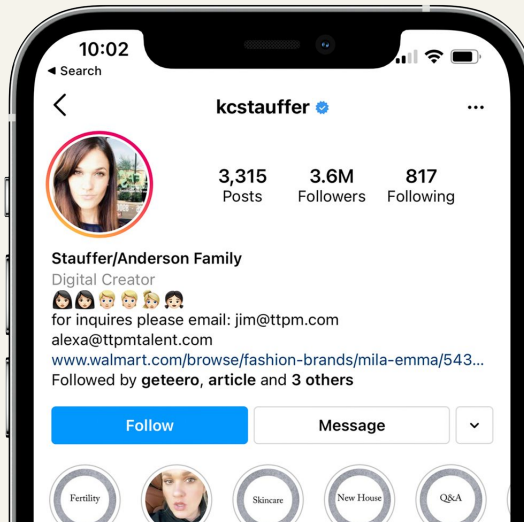 10:02
◀ Search
kcstauffer
...
3,315 3.6M 817
Posts Followers Following
Stauffer/Anderson Family
Digital Creator
👩🏻👩🏻👦🏼👦🏼👱🏼‍♀️👧🏻
for inquires please email: jim@ttpm.com
alexa@ttpmtalent.com
www.walmart.com/browse/fashion-brands/mila-emma/543...
Followed by geteero, article and 3 others
Follow Message
Fertility Skincare New House Q&A